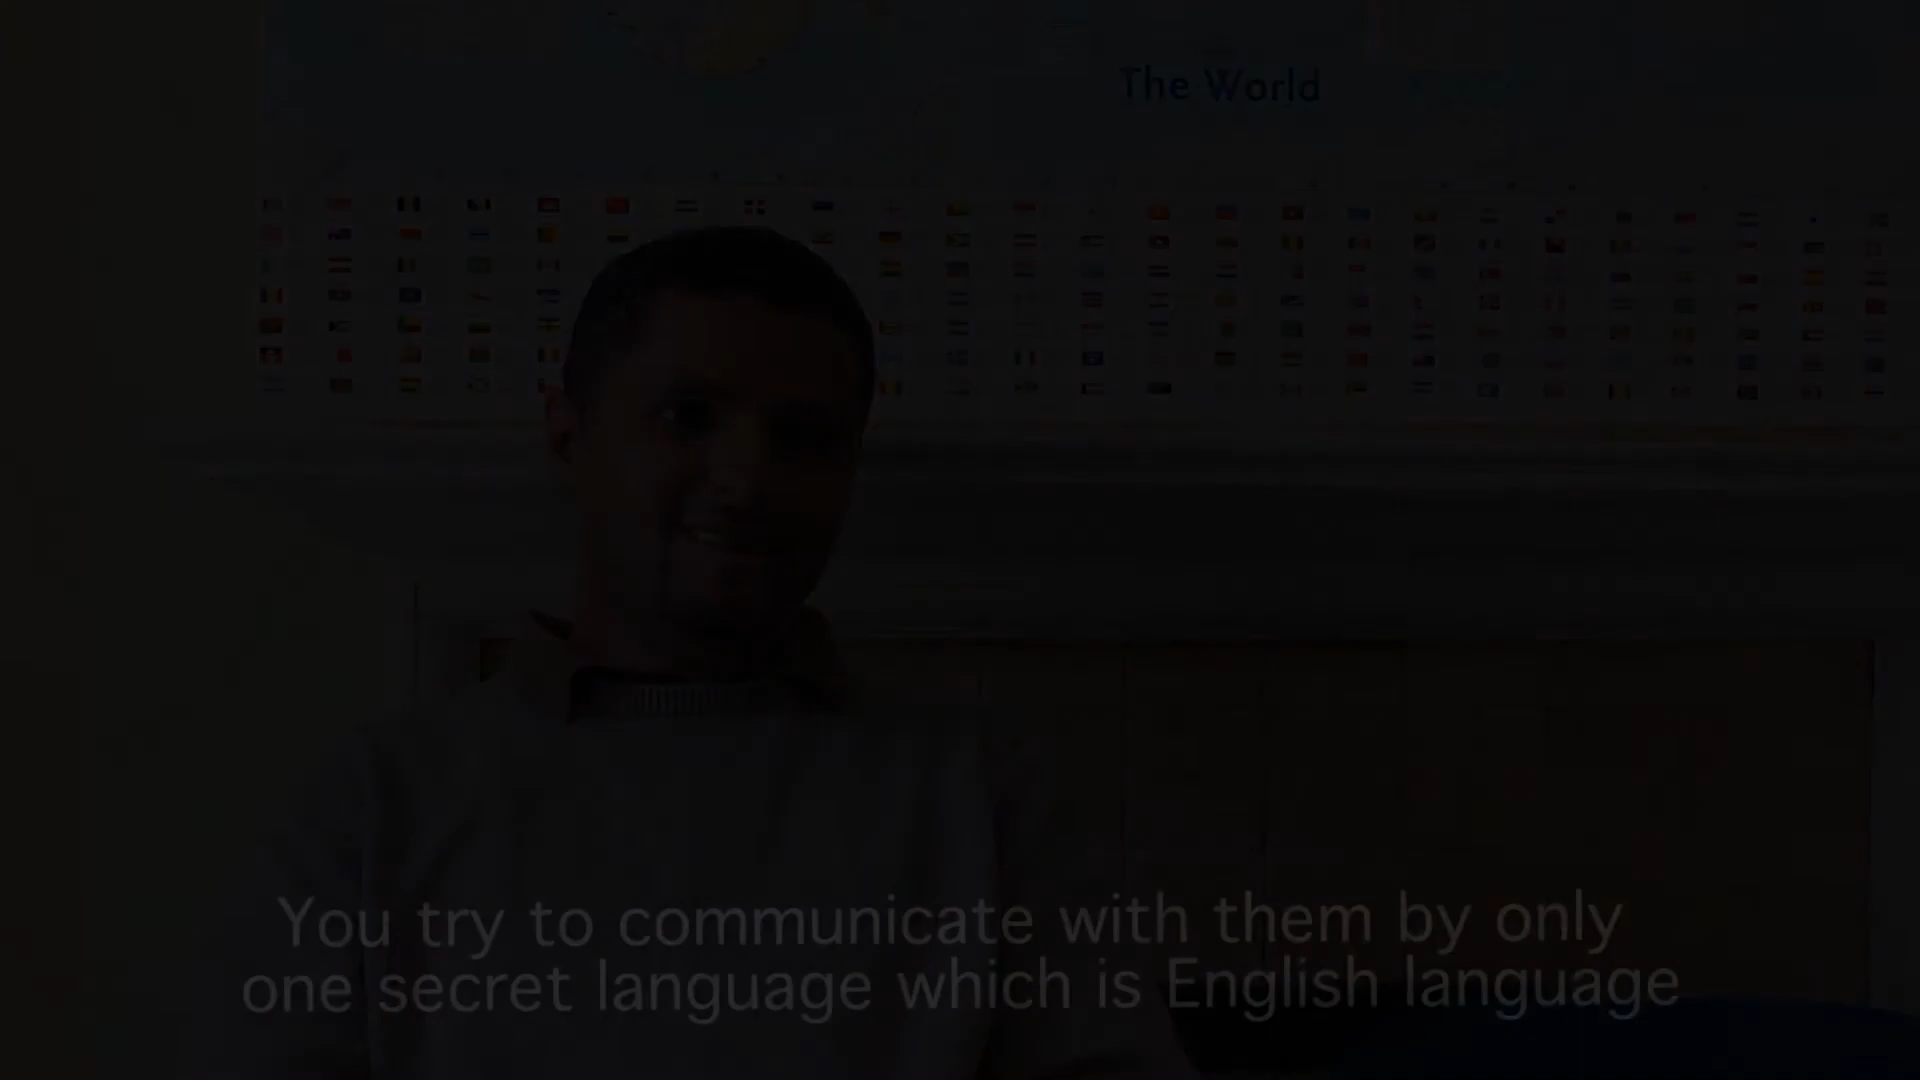 The World
You try to communicate with them by only
one secret language which is English language